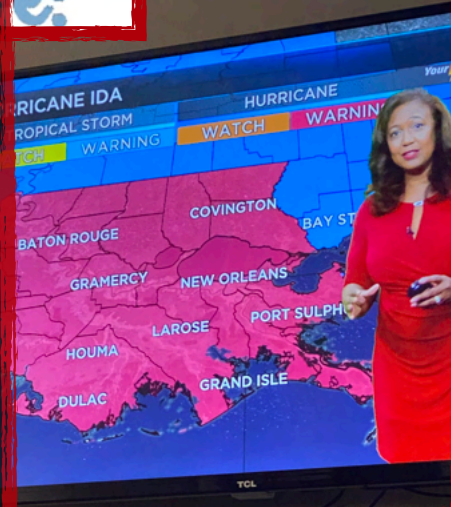 Your
RRICANE IDA
HURRICANE
ROPICAL STORM
WATCH
WARNIN
TCH
WARNING
COVINGTON
BAY ST
BATON ROUGE
GRAMERCY
NEW ORLEANS
PORT SULPH
LAROSE
HOUMA
GRAND ISLE
DULAC
TCL